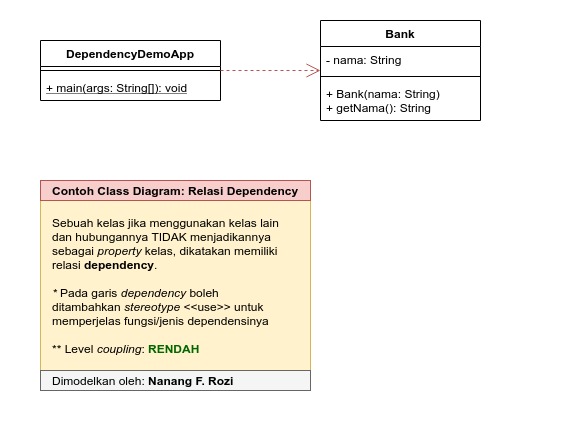 DependencyDemoApp
+ main(args: String[]): void
Bank
- nama: String
+ Bank(nama: String)
+ getNama(): String
Contoh Class Diagram: Relasi Dependency
Sebuah kelas jika menggunakan kelas lain
dan hubungannya TIDAK menjadikannya
sebagai property kelas, dikatakan memiliki
relasi dependency.
* Pada garis dependency boleh
ditambahkan stereotype <<use>> untuk
memperjelas fungsi/jenis dependensinya
** Level coupling: RENDAH
Dimodelkan oleh: Nanang F. Rozi